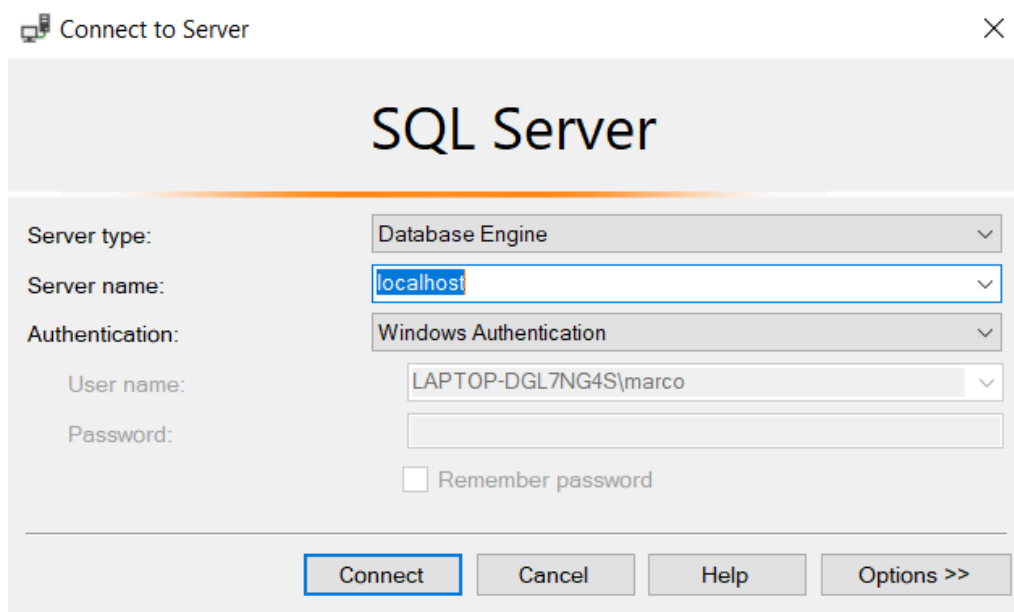 Connect to Server
SQL Server
Server type: Database Engine
Server name: localhost
Authentication: Windows Authentication
User name: LAPTOP-DGL7NG4S\marco
Password:
Remember password
Connect Cancel Help Options >>